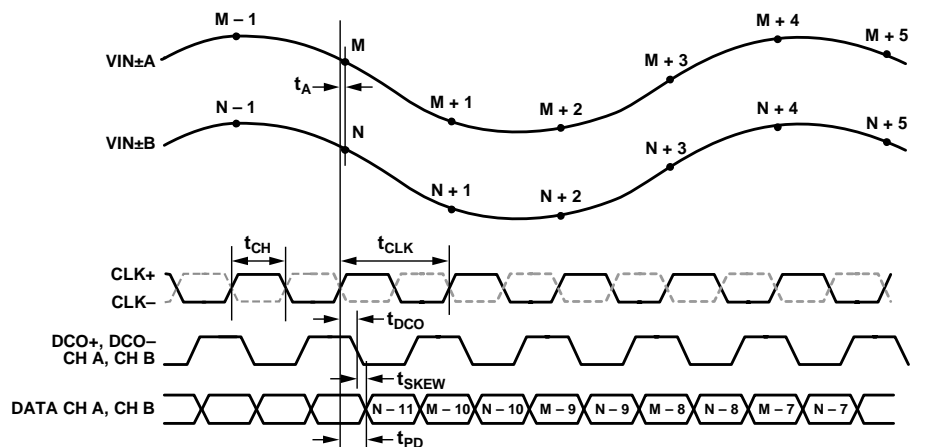 M – 1
M
M + 1
M + 2
M + 3
M + 4
M + 5
VIN±A
tA
N – 1
N
N + 1
N + 2
N + 3
N + 4
N + 5
VIN±B
tCH
tCLK
CLK+
CLK–
tDCO
DCO+, DCO–
CH A, CH B
tSKEW
DATA CH A, CH B
N – 11
M – 10
N – 10
M – 9
N – 9
M – 8
N – 8
M – 7
N – 7
tPD